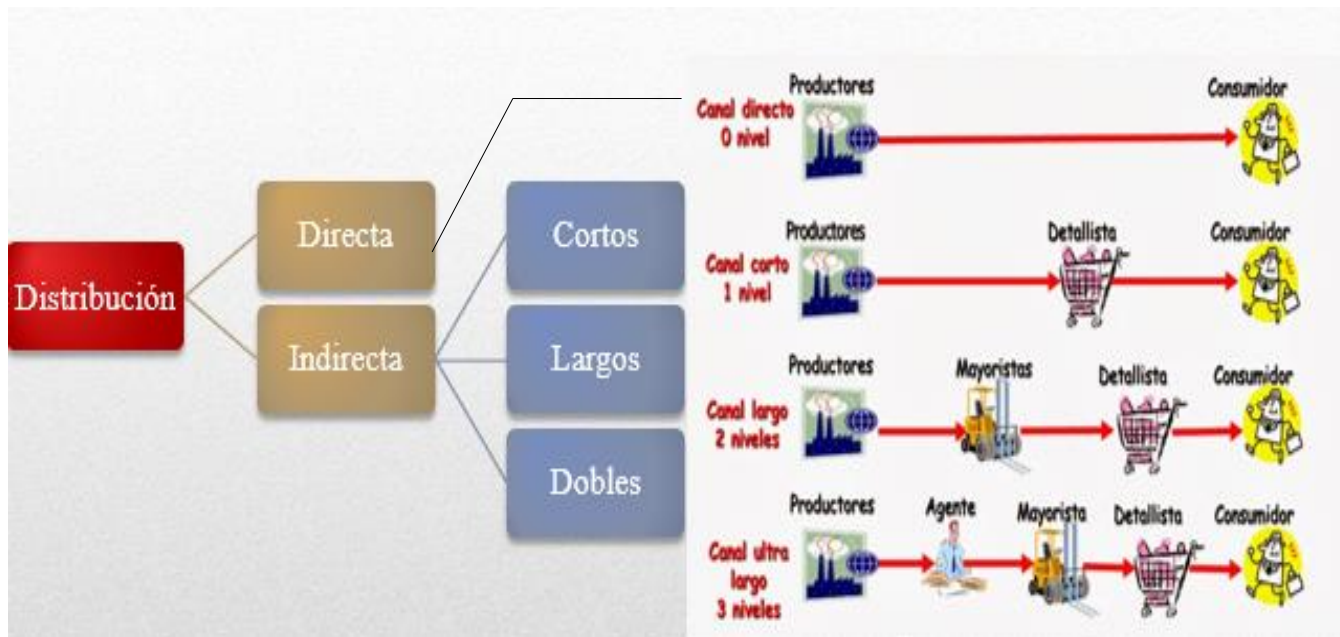 Distribución
Directa
Indirecta
Cortos
Largos
Dobles
Canal directo
0 nivel
Productores
Consumidor
Canal corto
1 nivel
Productores
Detallista
Consumidor
Canal largo
2 niveles
Productores
Mayoristas
Detallista
Consumidor
Canal ultra
largo
3 niveles
Productores
Agente
Mayorista
Detallista
Consumidor